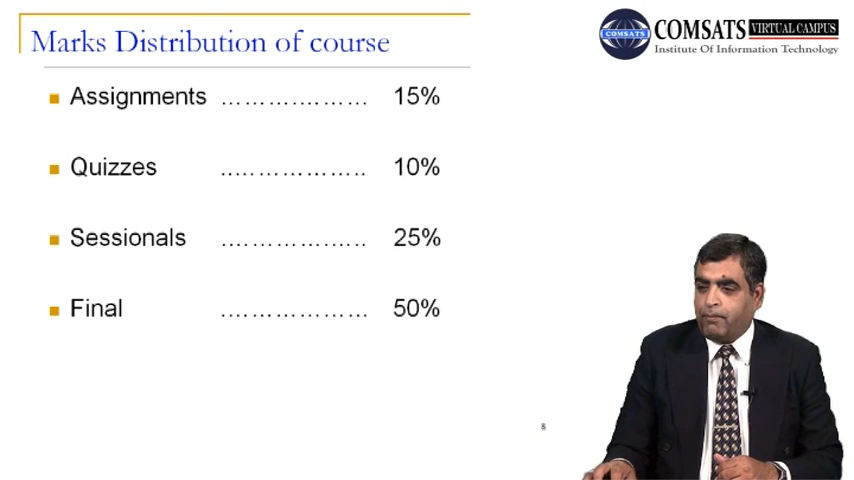 Marks Distribution of course
COMSATS VIRTUAL CAMPUS
Institute Of Information Technology
COMSATS
Assignments ..................... 15%
Quizzes .................... 10%
Sessionals .................... 25%
Final .................... 50%
8